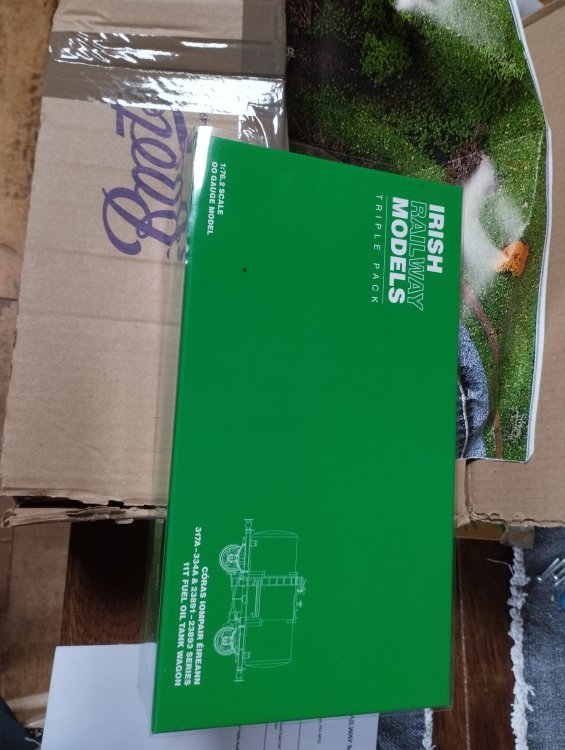 IRISH
RAILWAY
MODELS
TRIPLE PACK
1:76.2 SCALE
OO GAUGE MODEL
CÓRAS IOMPAIR ÉIREANN
317A-334A & 23891-23893 SERIES
11T FUEL OIL TANK WAGON